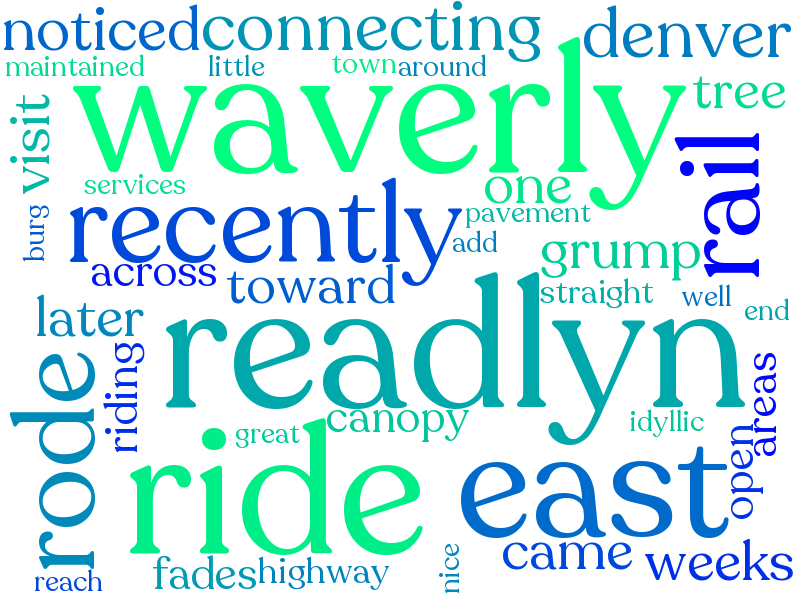 noticed connecting denver
maintained little town around
waverly tree
visit rail
services one
recently pavement
burg add grump
across toward straight well
later end
readlyn
rode riding areas
canopy idyllic
great open
ride east
came weeks
reach fades highway nice